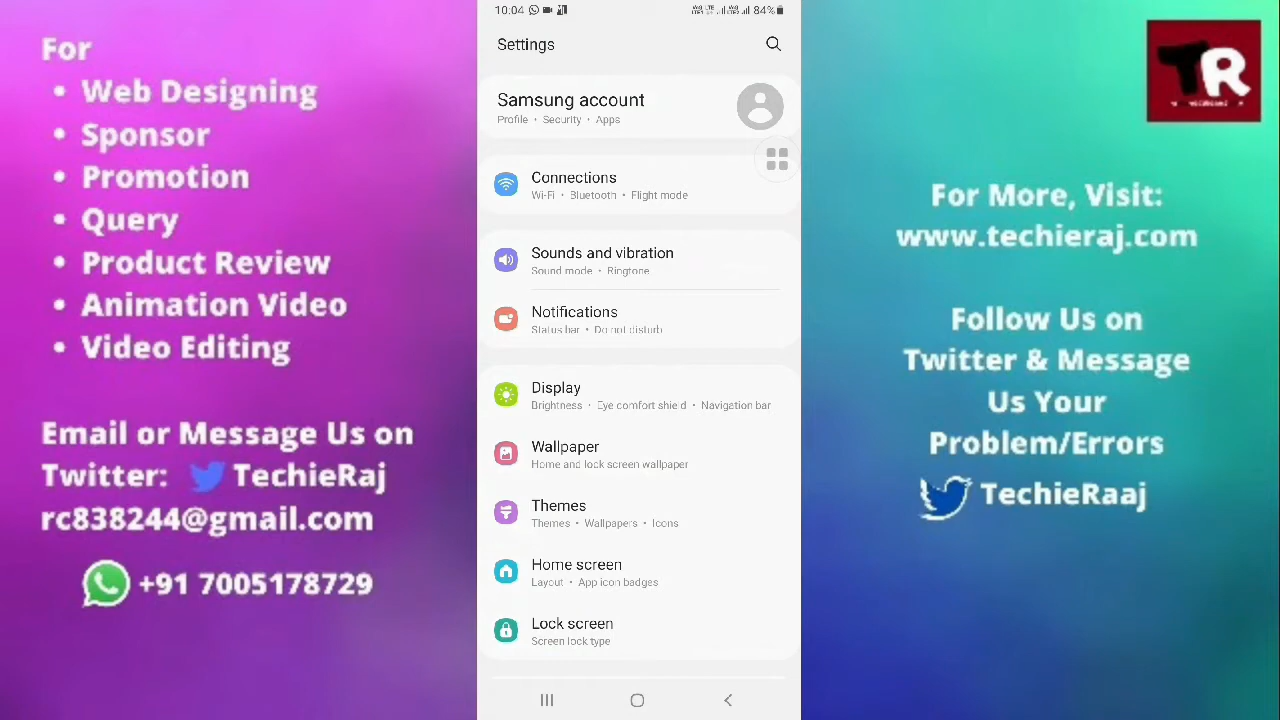 For
• Web Designing
• Sponsor
• Promotion
• Query
• Product Review
• Animation Video
• Video Editing
Email or Message Us on
Twitter: TechieRaj
rc838244@gmail.com
+91 7005178729
10:04
84%
Settings
Samsung account
Profile • Security • Apps
Connections
Wi-Fi • Bluetooth • Flight mode
Sounds and vibration
Sound mode • Ringtone
Notifications
Status bar • Do not disturb
Display
Brightness • Eye comfort shield • Navigation bar
Wallpaper
Home and lock screen wallpaper
Themes
Themes • Wallpapers • Icons
Home screen
Layout • App icon badges
Lock screen
Screen lock type
TR
For More, Visit:
www.techieraj.com
Follow Us on
Twitter & Message
Us Your
Problem/Errors
TechieRaaj